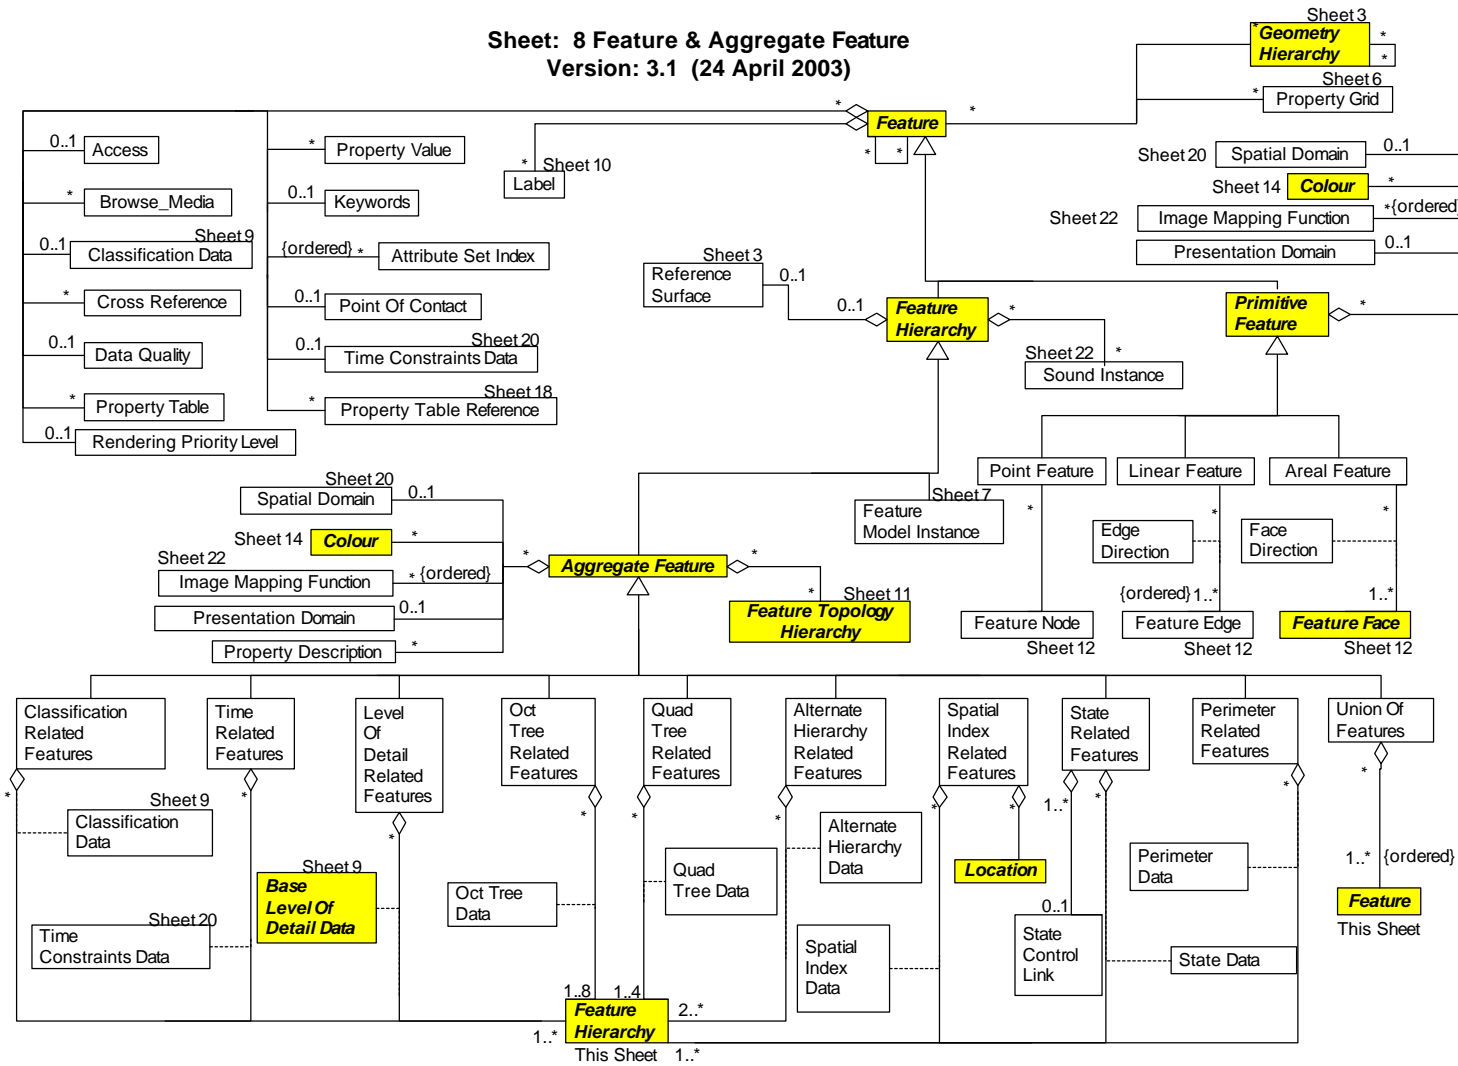 Sheet: 8 Feature & Aggregate Feature
Version: 3.1 (24 April 2003)
Sheet 3
*
Geometry
Hierarchy
*
*
Sheet 6
*
Property Grid
*
Feature
*
*
*
*
Sheet 10
Label
0..1
Access
*
Property Value
*
Browse_Media
0..1
Keywords
Sheet 9
0..1
Classification Data
{ordered}
*
Attribute Set Index
*
Cross Reference
0..1
Point Of Contact
0..1
Data Quality
Sheet 20
0..1
Time Constraints Data
*
Property Table
Sheet 18
*
Property Table Reference
0..1
Rendering Priority Level
Sheet 20
Spatial Domain
0..1
Sheet 14
Colour
*
Sheet 22
Image Mapping Function
*{ordered}
Presentation Domain
0..1
Sheet 3
Reference
Surface
0..1
0..1
Feature
Hierarchy
*
Sheet 22
*
Sound Instance
Primitive
Feature
*
Point Feature
Linear Feature
Areal Feature
*
*
*
Edge
Direction
Face
Direction
{ordered}
1..*
1..*
Feature Node
Feature Edge
Feature Face
Sheet 12
Sheet 12
Sheet 12
Sheet 7
Feature
Model Instance
Sheet 20
Spatial Domain
0..1
Sheet 14
Colour
*
Sheet 22
Image Mapping Function
* {ordered}
Presentation Domain
0..1
Property Description
*
*
Aggregate Feature
*
*
Sheet 11
Feature Topology
Hierarchy
Classification
Related
Features
Time
Related
Features
Level
Of
Detail
Related
Features
Oct
Tree
Related
Features
Quad
Tree
Related
Features
Alternate
Hierarchy
Related
Features
Spatial
Index
Related
Features
State
Related
Features
Perimeter
Related
Features
Union Of
Features
*
*
*
*
*
*
*
*
1..*
*
*
*
Sheet 9
Classification
Data
Sheet 20
Time
Constraints Data
Sheet 9
Base
Level Of
Detail Data
Oct Tree
Data
Quad
Tree Data
Alternate
Hierarchy
Data
Spatial
Index
Data
Location
0..1
State
Control
Link
State Data
Perimeter
Data
1..*
{ordered}
Feature
This Sheet
1..8
1..4
2..*
Feature
Hierarchy
1..*
This Sheet
1..*